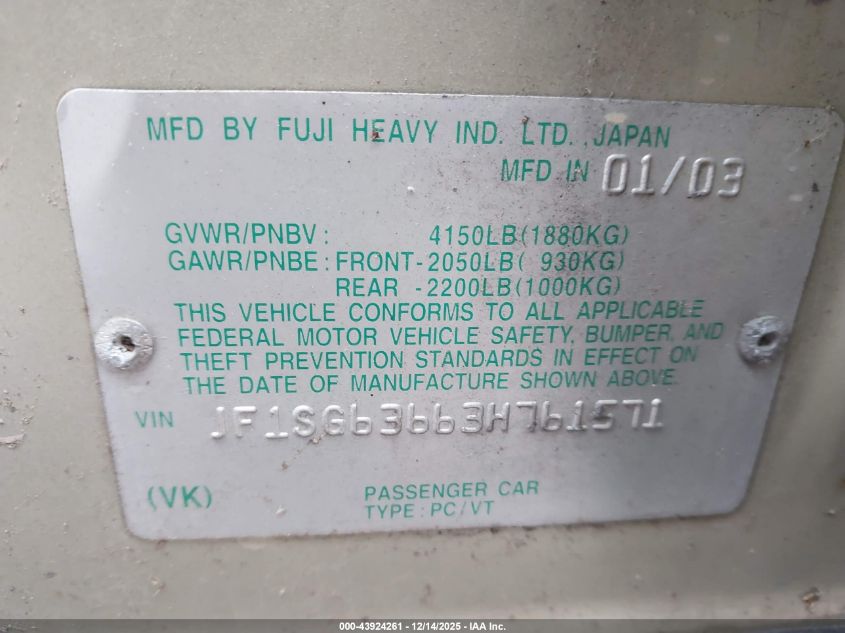 MFD BY FUJI HEAVY IND. LTD., JAPAN
MFD IN 01/03
GVWR/PNBV: 4150LB(1880KG)
GAWR/PNBE: FRONT-2050LB( 930KG)
REAR -2200LB(1000KG)
THIS VEHICLE CONFORMS TO ALL APPLICABLE
FEDERAL MOTOR VEHICLE SAFETY, BUMPER, AND
THEFT PREVENTION STANDARDS IN EFFECT ON
THE DATE OF MANUFACTURE SHOWN ABOVE.
VIN JF1SG63663H761571
(VK) PASSENGER CAR
TYPE: PC/VT
000-43924261 - 12/14/2025 - IAA Inc.